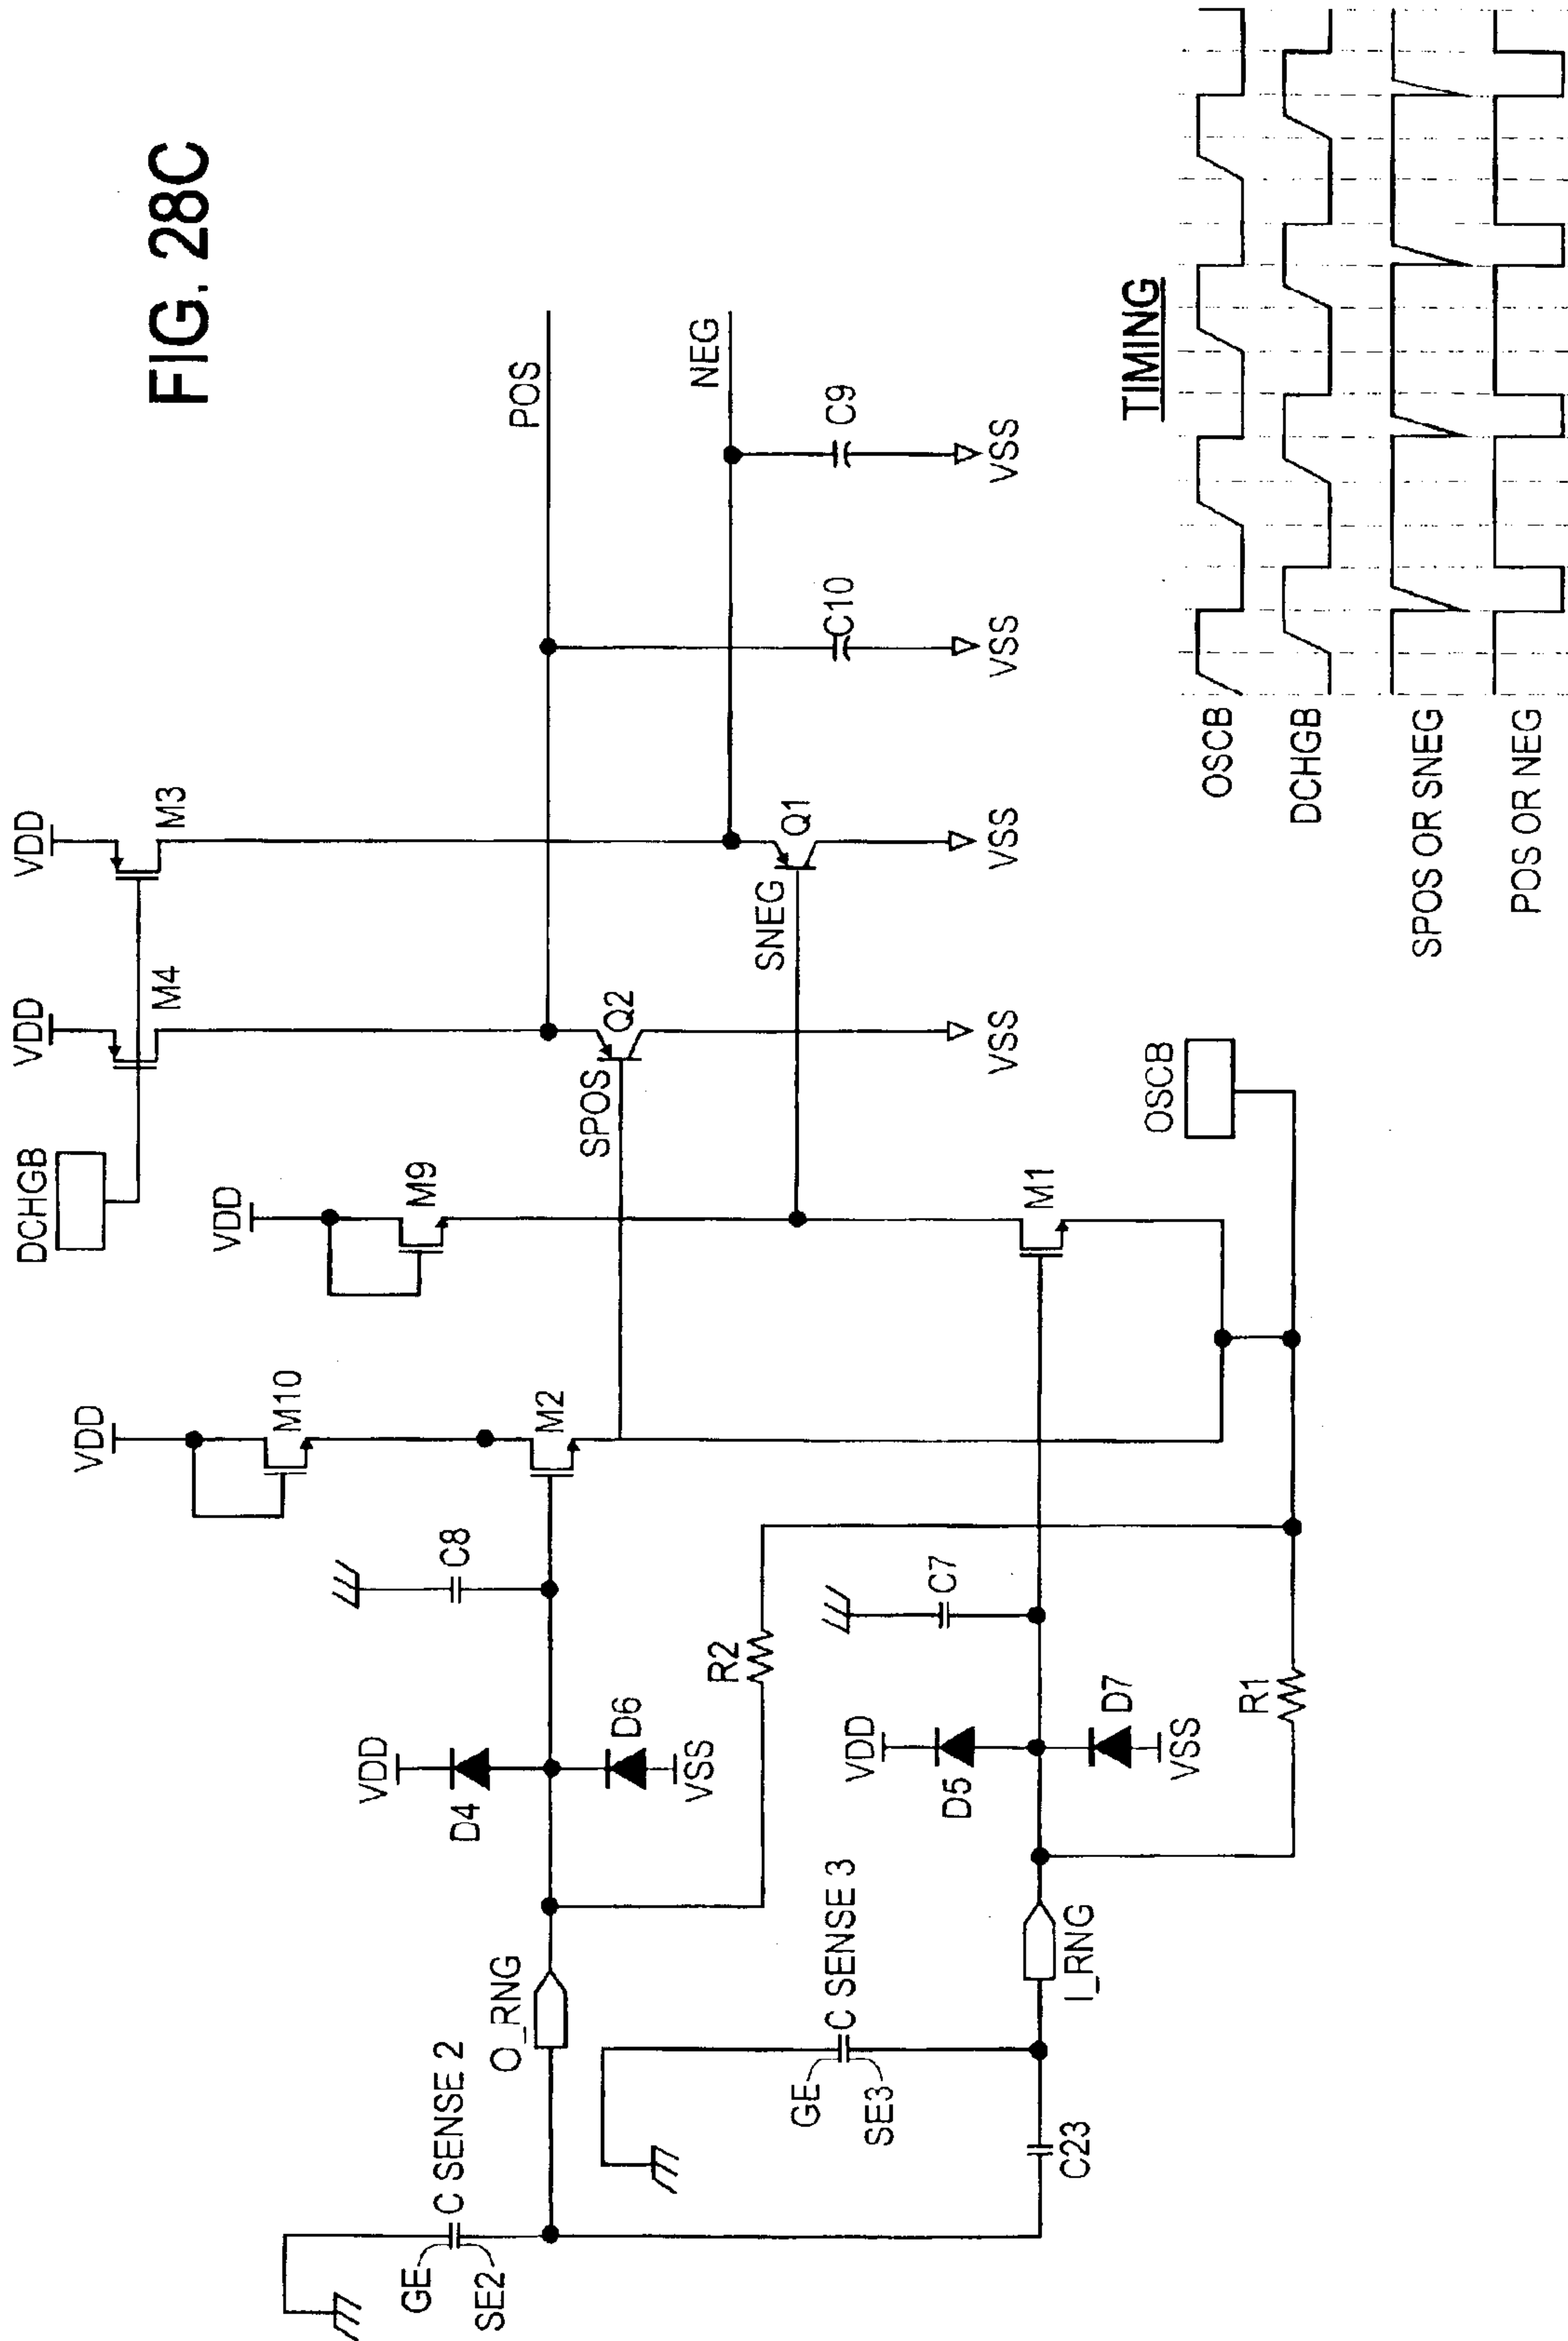 FIG. 28C
DCHGB
VDD
M4
VDD
M3
VDD
M10
VDD
M9
POS
NEG
SPOS
Q2
SNEG
Q1
C10
C9
VSS
VSS
VSS
VSS
C SENSE 2
GE
SE2
O_RNG
VDD
D4
D6
VSS
C8
M2
R2
C SENSE 3
GE
SE3
C23
I_RNG
VDD
D5
D7
VSS
C7
M1
R1
OSCB
TIMING
OSCB
DCHGB
SPOS OR SNEG
POS OR NEG